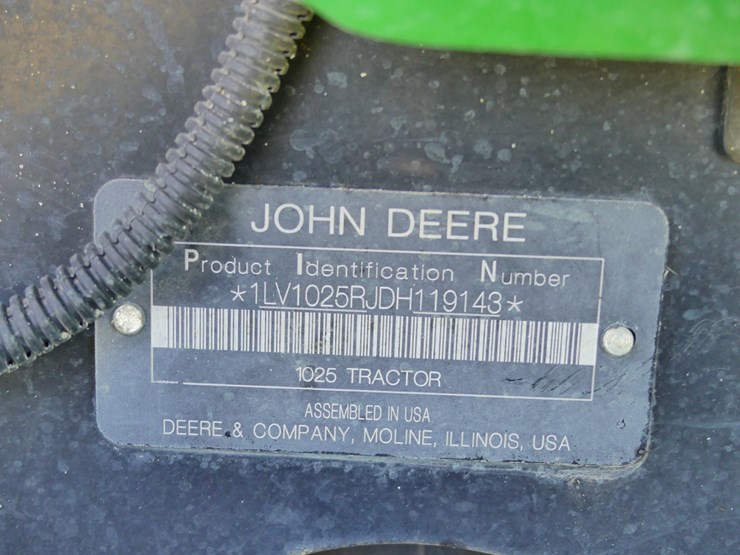 JOHN DEERE
Product Identification Number
*1LV1025RJDH119143*
1025 TRACTOR
ASSEMBLED IN USA
DEERE & COMPANY, MOLINE, ILLINOIS, USA